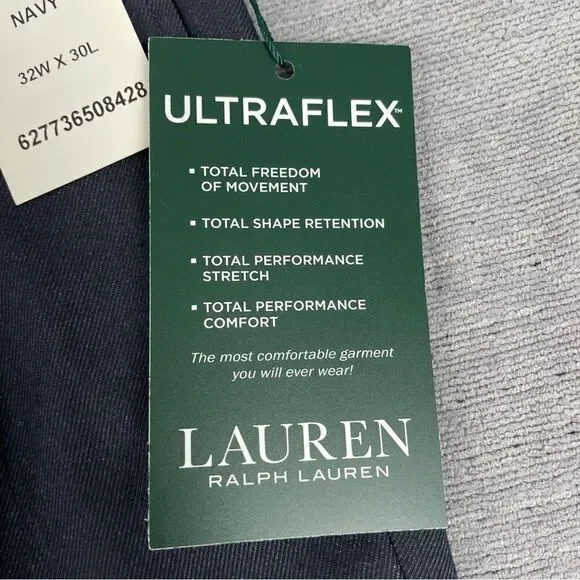 NAVY
32W X 30L
627736508428
ULTRAFLEX™
▪ TOTAL FREEDOM
OF MOVEMENT
▪ TOTAL SHAPE RETENTION
▪ TOTAL PERFORMANCE
STRETCH
▪ TOTAL PERFORMANCE
COMFORT
The most comfortable garment
you will ever wear!
LAUREN
RALPH LAUREN